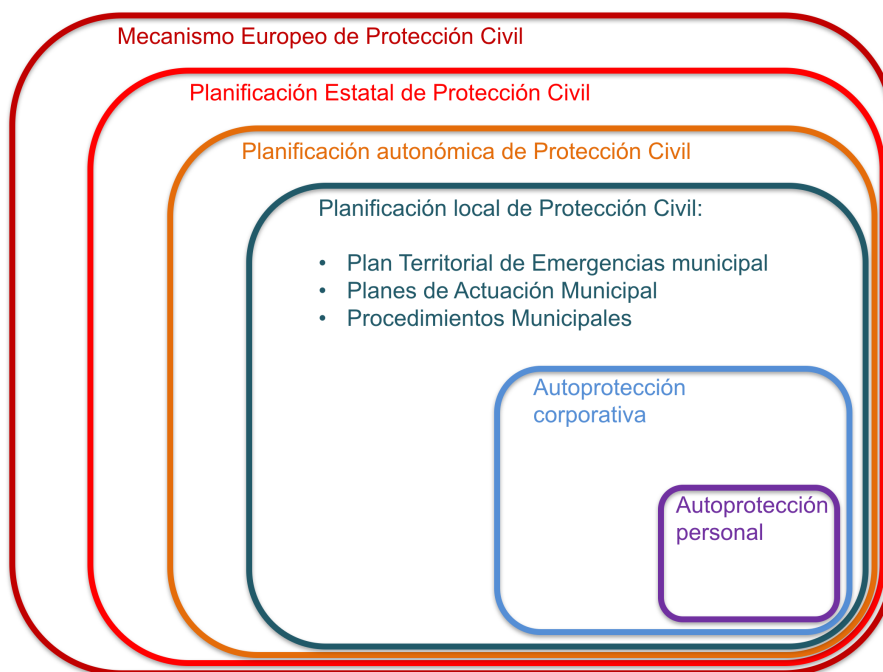 Mecanismo Europeo de Protección Civil
Planificación Estatal de Protección Civil
Planificación autonómica de Protección Civil
Planificación local de Protección Civil:
• Plan Territorial de Emergencias municipal
• Planes de Actuación Municipal
• Procedimientos Municipales
Autoprotección
corporativa
Autoprotección
personal